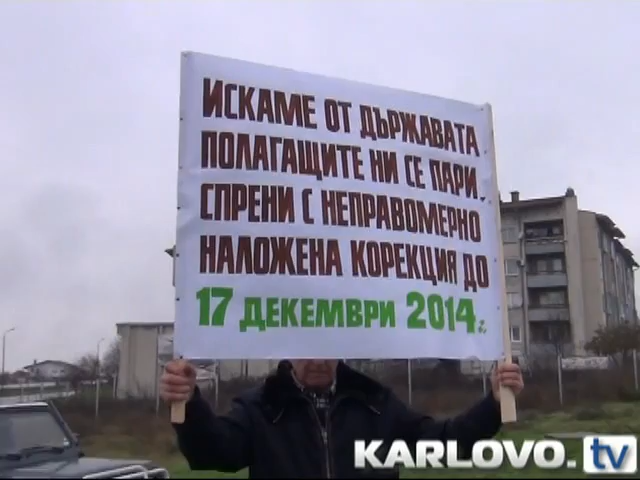 ИСКАМЕ ОТ ДЪРЖАВАТА
ПОЛАГАЩИТЕ НИ СЕ ПАРИ,
СПРЕНИ С НЕПРАВОМЕРНО
НАЛОЖЕНА КОРЕКЦИЯ ДО
17 ДЕКЕМВРИ 2014 г.
KARLOVO.tv